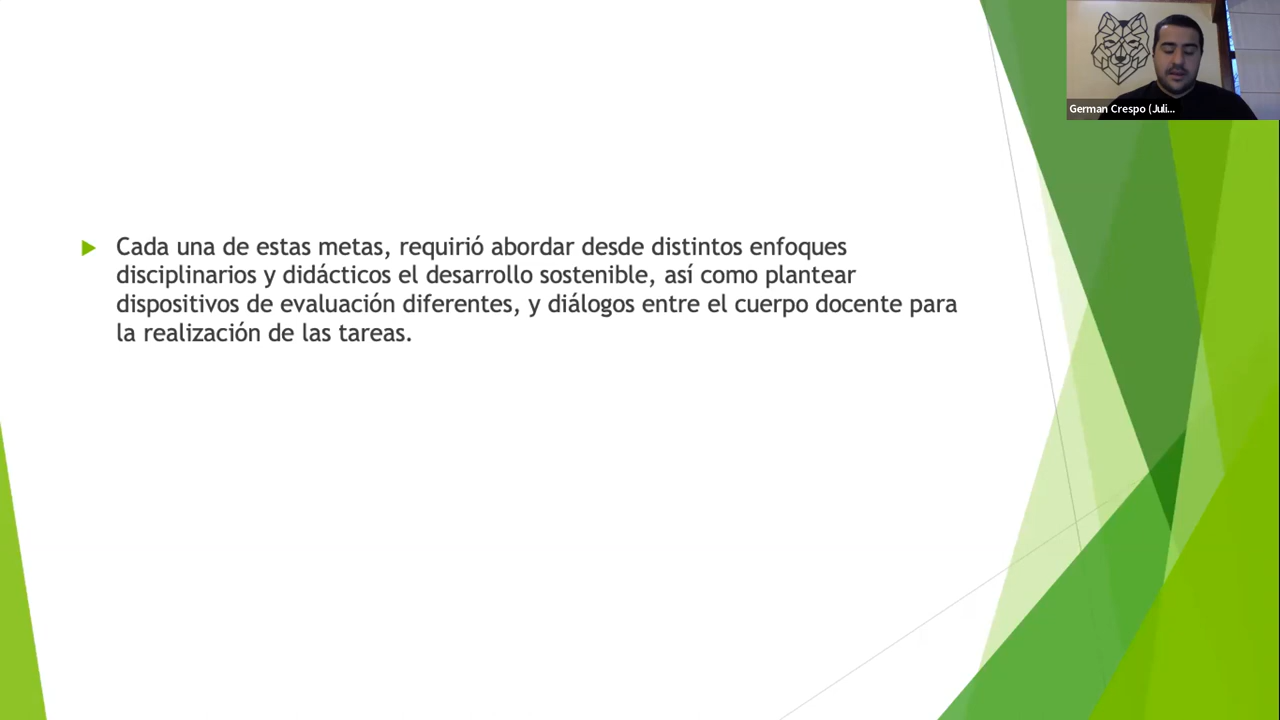 German Crespo (Juli...
Cada una de estas metas, requirió abordar desde distintos enfoques
disciplinarios y didácticos el desarrollo sostenible, así como plantear
dispositivos de evaluación diferentes, y diálogos entre el cuerpo docente para
la realización de las tareas.